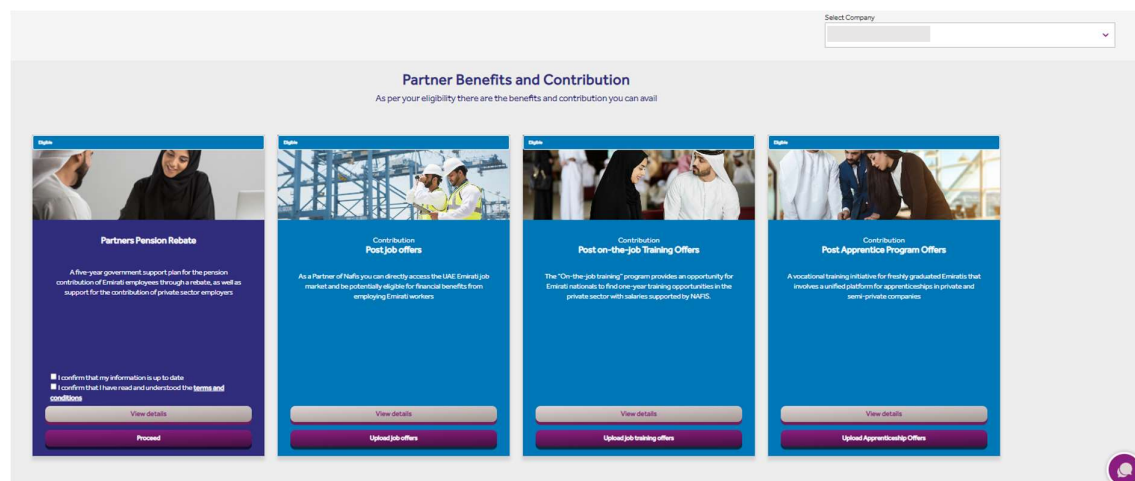 Select Company
Partner Benefits and Contribution
As per your eligibility there are the benefits and contribution you can avail
Eligible
Partners Pension Rebate
A five-year government support plan for the pension
contribution of Emirati employees through a rebate, as well as
support for the contribution of private sector employers
I confirm that my information is up to date
I confirm that I have read and understood the terms and
conditions
View details
Proceed
Eligible
Contribution
Post job offers
As a Partner of Nafis you can directly access the UAE Emirati job
market and be potentially eligible for financial benefits from
employing Emirati workers
View details
Upload job offers
Eligible
Contribution
Post on-the-job Training Offers
The "On-the-job training" program provides an opportunity for
Emirati nationals to find one-year training opportunities in the
private sector with salaries supported by NAFIS.
View details
Upload job training offers
Eligible
Contribution
Post Apprentice Program Offers
A vocational training initiative for freshly graduated Emiratis that
involves a unified platform for apprenticeships in private and
semi-private companies
View details
Upload Apprenticeship Offers